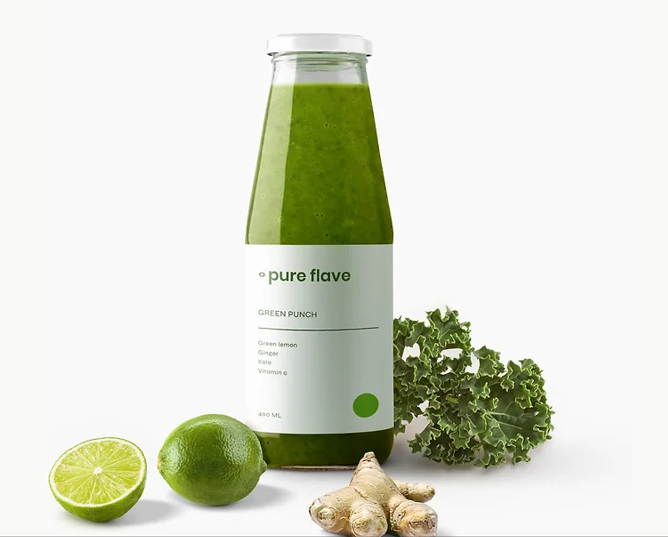 pure flave
GREEN PUNCH
Green lemon
Ginger
Kale
Vitamin c
400 ML